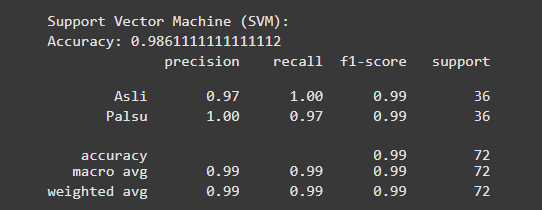 Support Vector Machine (SVM):
Accuracy: 0.9861111111111112
precision recall f1-score support
Asli 0.97 1.00 0.99 36
Palsu 1.00 0.97 0.99 36
accuracy 0.99 72
macro avg 0.99 0.99 0.99 72
weighted avg 0.99 0.99 0.99 72